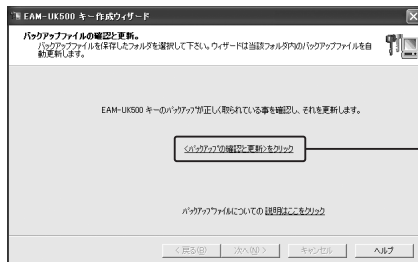 EAM-UK500 キー作成ウィザード
バックアップファイルの確認と更新。
バックアップファイルを保存したフォルダを選択して下さい。ウィザードは当該フォルダ内のバックアップファイルを自
動更新します。
EAM-UK500 キーのバックアップが正しく取られている事を確認し、それを更新します。
<バックアップの確認と更新>をクリック
バックアップファイルについての 説明はここをクリック
< 戻る(B) 次へ(N) > キャンセル ヘルプ